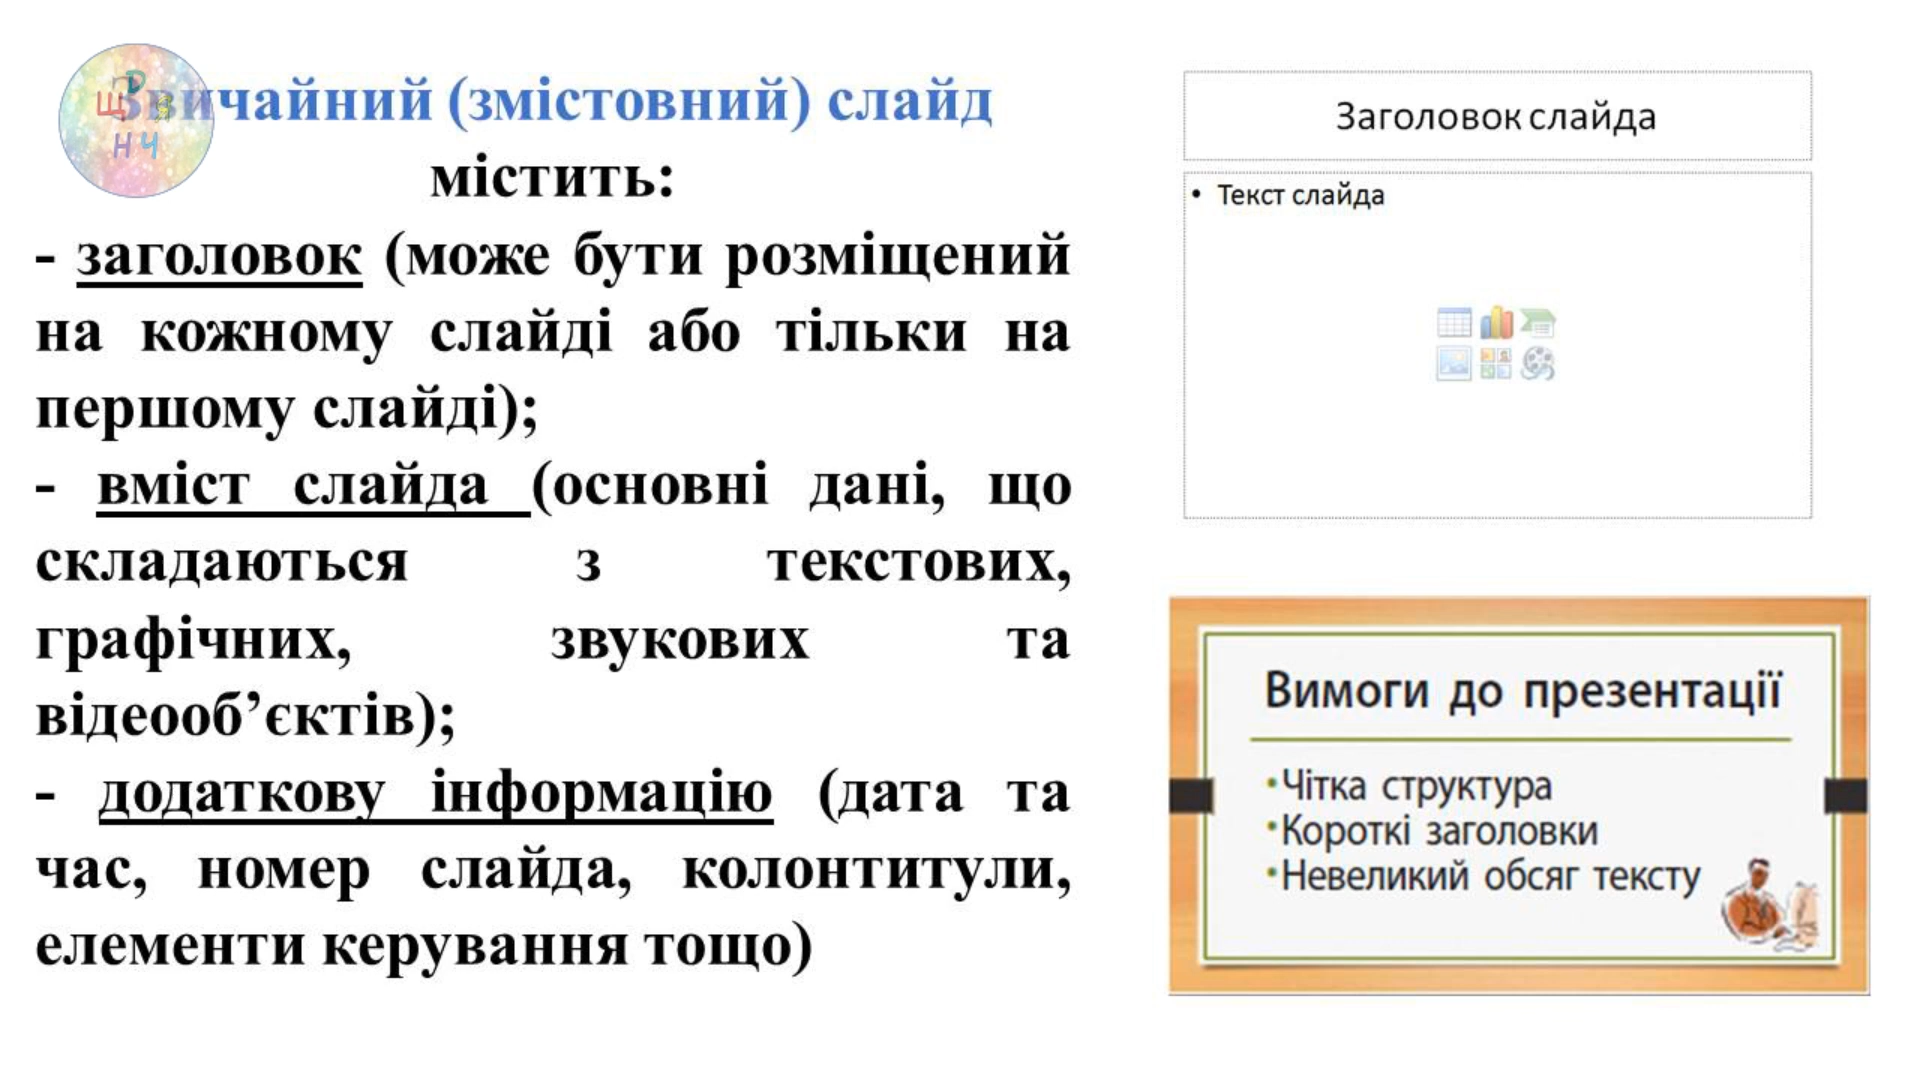 Звичайний (змістовний) слайд
містить:
- заголовок (може бути розміщений
на кожному слайді або тільки на
першому слайді);
- вміст слайда (основні дані, що
складаються з текстових,
графічних, звукових та
відеооб’єктів);
- додаткову інформацію (дата та
час, номер слайда, колонтитули,
елементи керування тощо)
Заголовок слайда
• Текст слайда
Вимоги до презентації
•Чітка структура
•Короткі заголовки
•Невеликий обсяг тексту